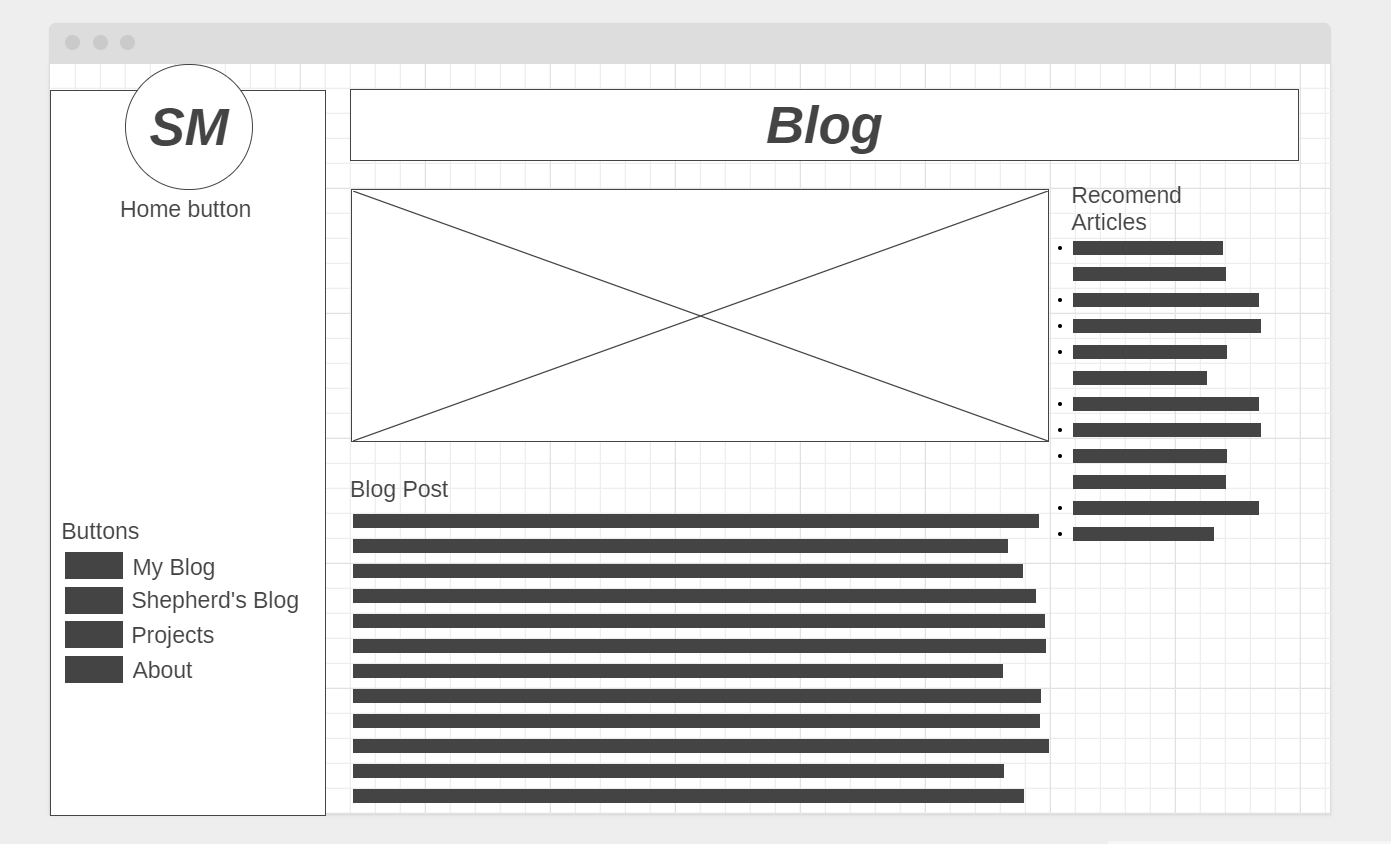 SM
Home button
Buttons
My Blog
Shepherd's Blog
Projects
About
Blog
Blog Post
Recomend
Articles